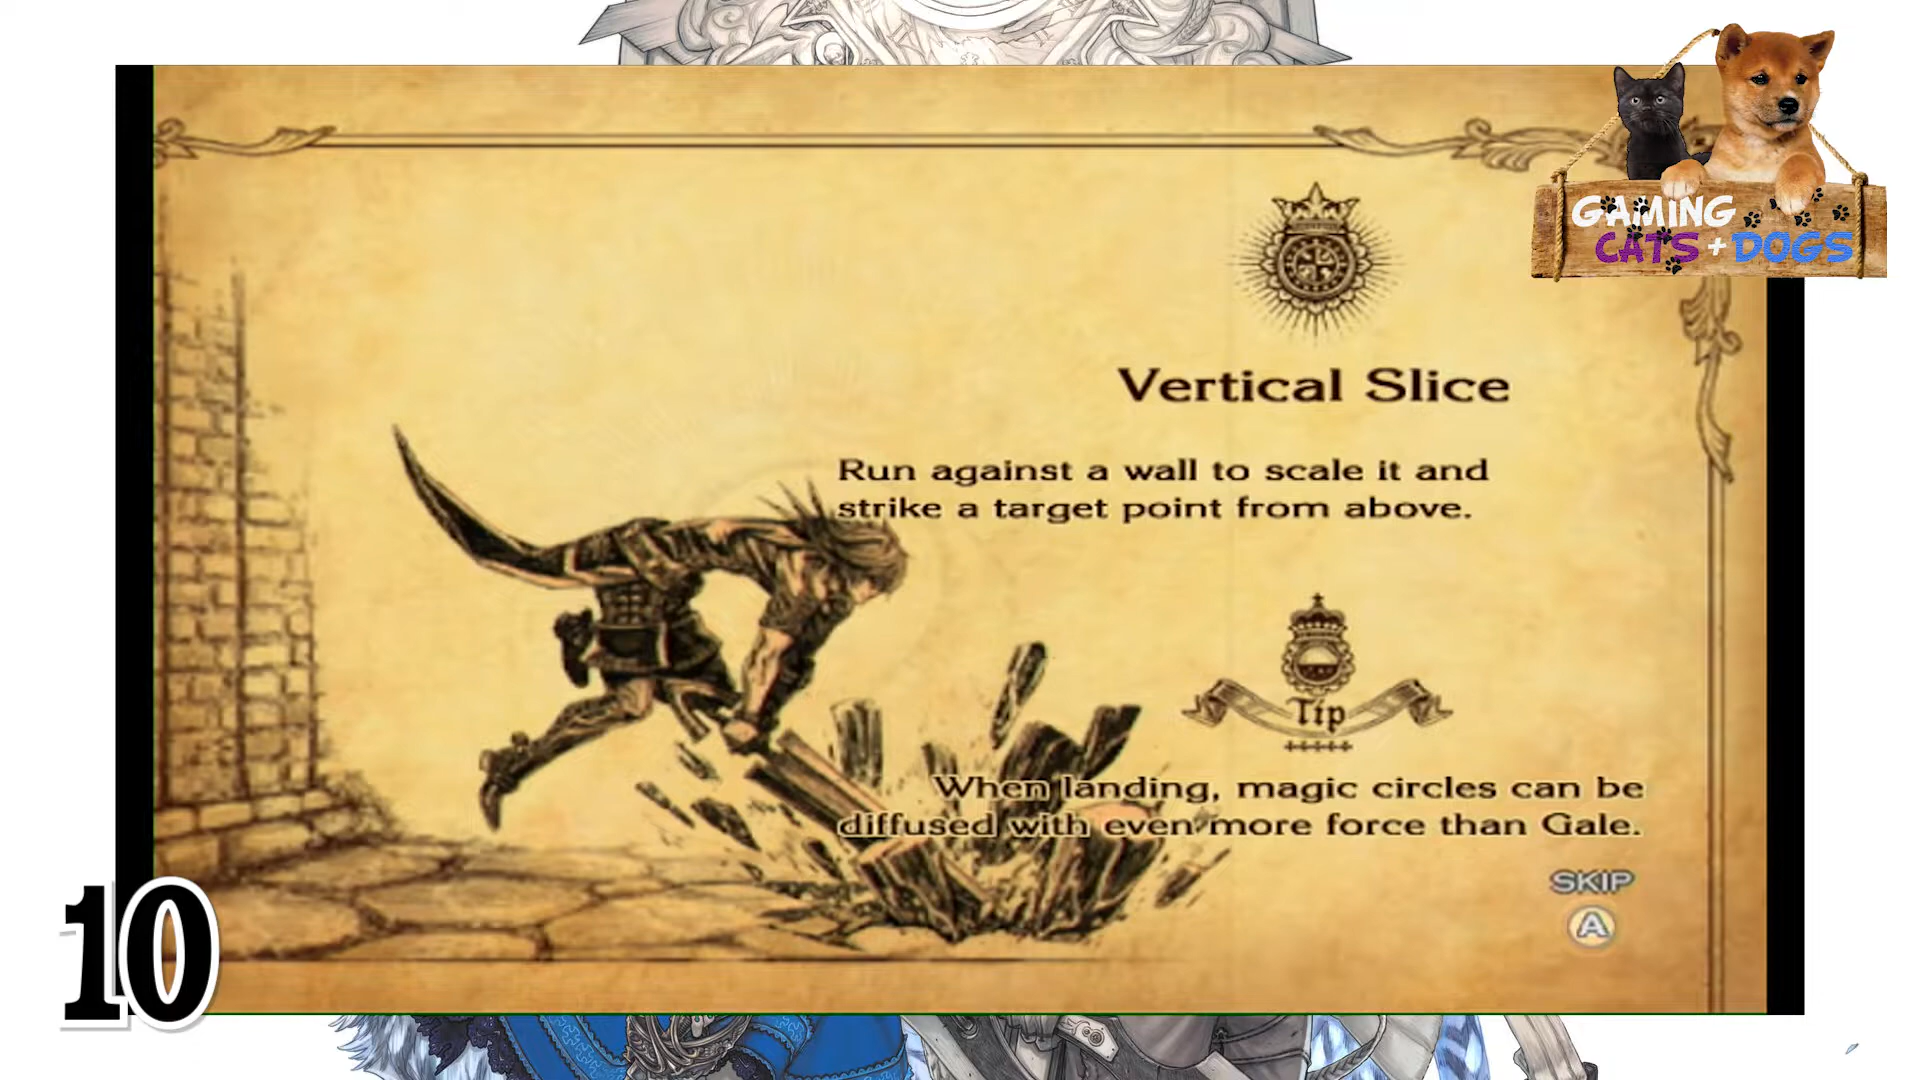 GAMING
CATS + DOGS
Vertical Slice
Run against a wall to scale it and
strike a target point from above.
Tip
When landing, magic circles can be
diffused with even more force than Gale.
SKIP
A
10